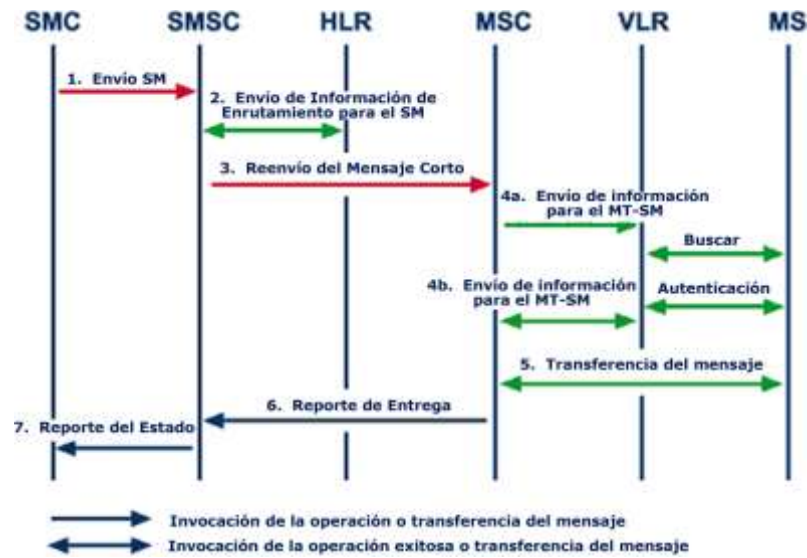 SMC SMSC HLR MSC VLR MS
1. Envío SM
2. Envío de Información de
Enrutamiento para el SM
3. Reenvío del Mensaje Corto
4a. Envío de información
para el MT-SM
Buscar
4b. Envío de información
para el MT-SM
Autenticación
5. Transferencia del mensaje
6. Reporte de Entrega
7. Reporte del Estado
Invocación de la operación o transferencia del mensaje
Invocación de la operación exitosa o transferencia del mensaje